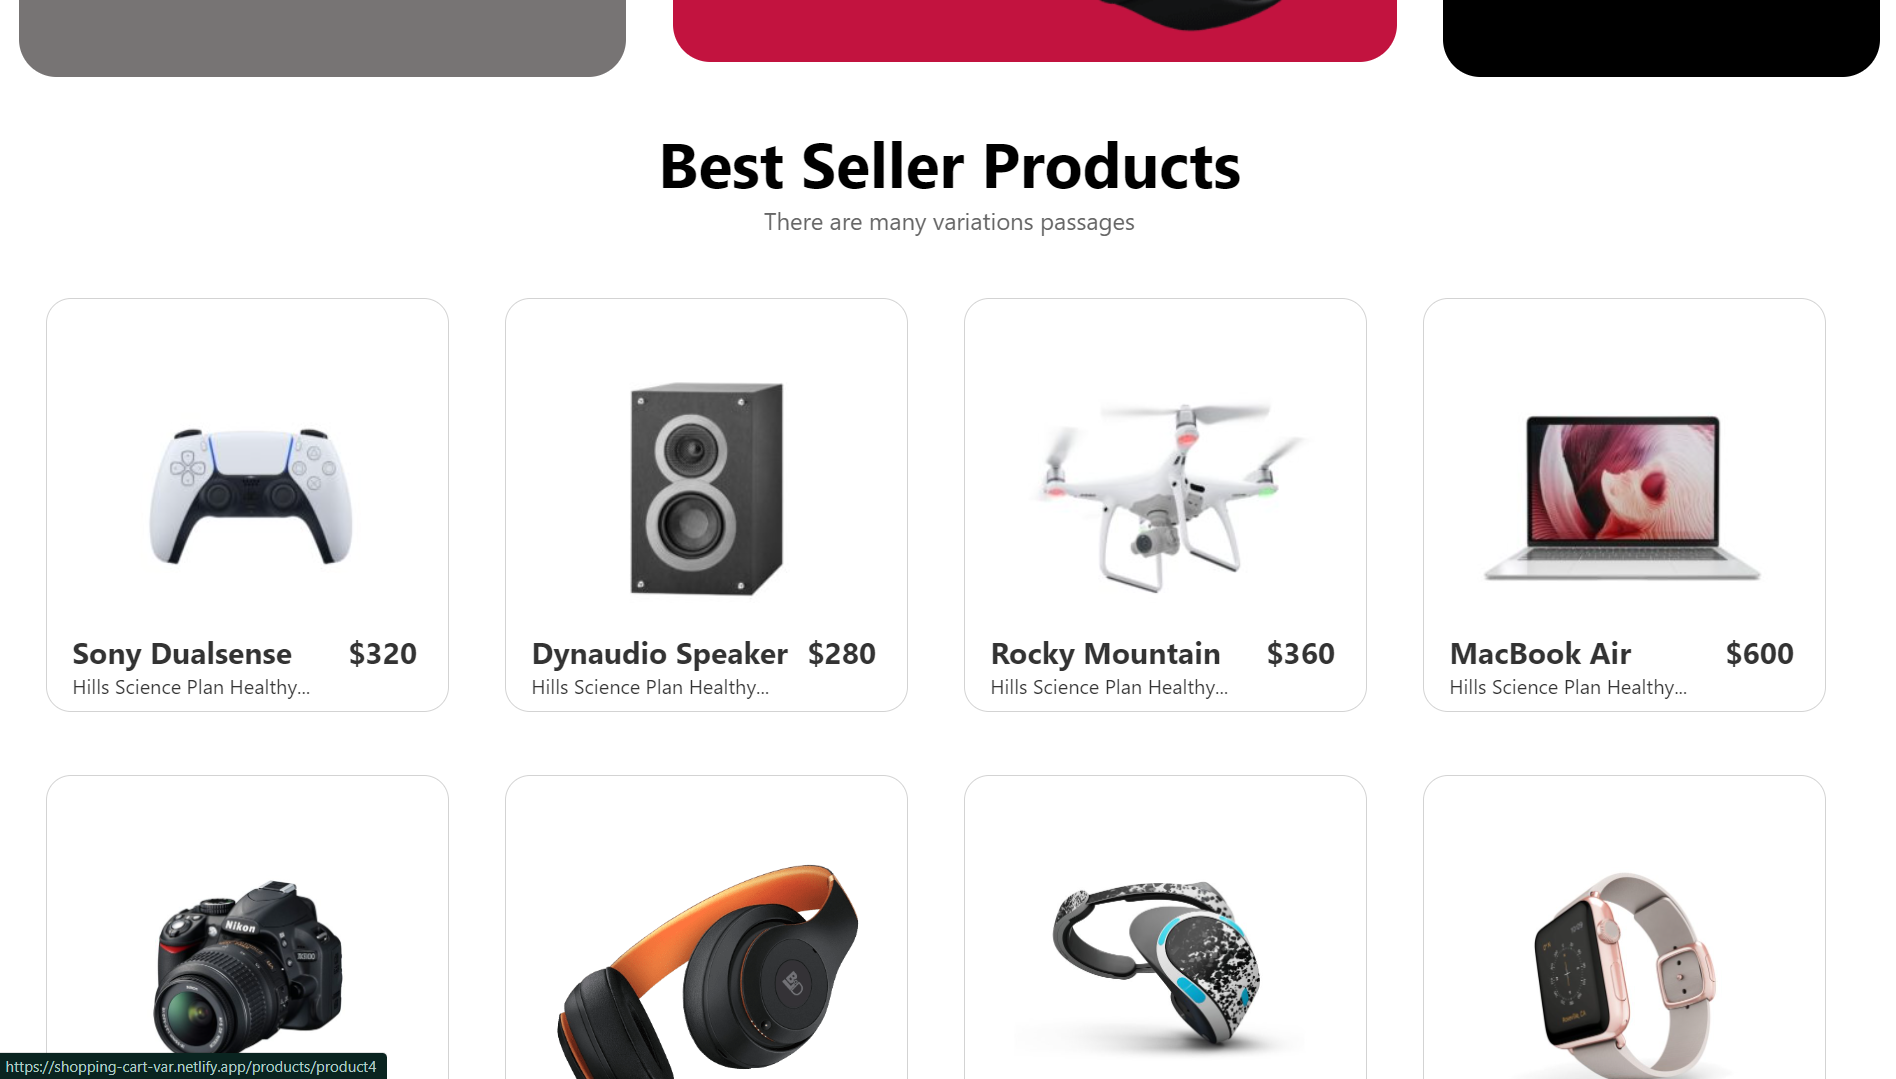 Best Seller Products
There are many variations passages
Sony Dualsense $320
Hills Science Plan Healthy...
Dynaudio Speaker $280
Hills Science Plan Healthy...
Rocky Mountain $360
Hills Science Plan Healthy...
MacBook Air $600
Hills Science Plan Healthy...
Nikon
https://shopping-cart-var.netlify.app/products/product4